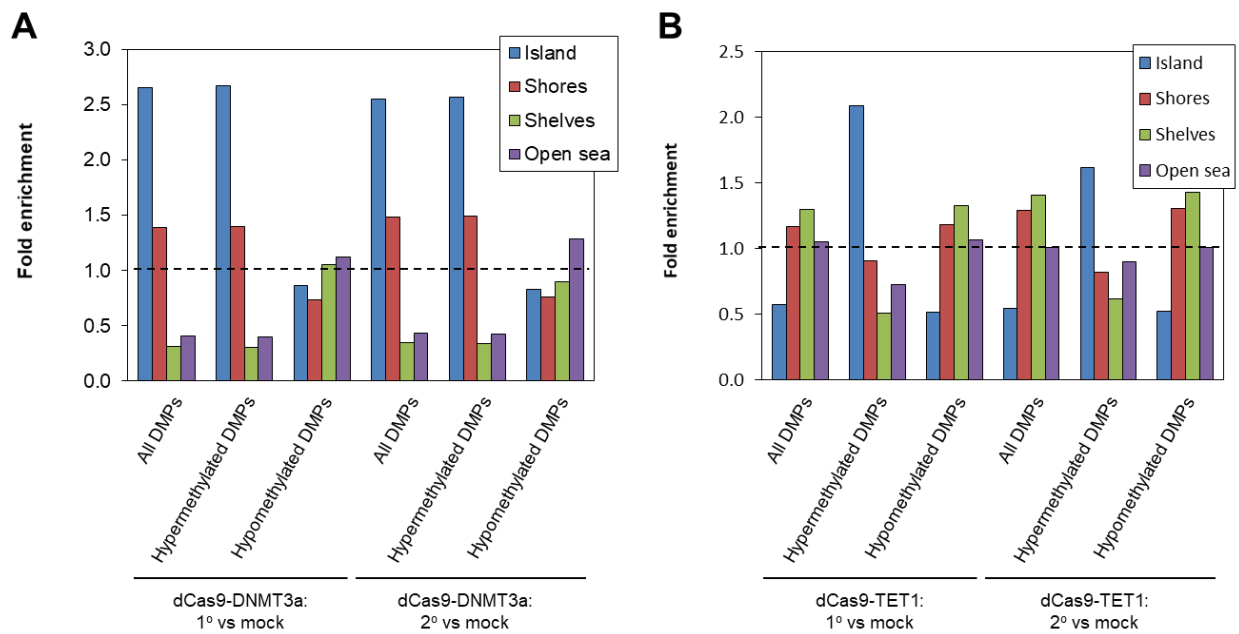 A
Fold enrichment
3.0
2.5
2.0
1.5
1.0
0.5
0.0
Island
Shores
Shelves
Open sea
All DMPs
Hypermethylated DMPs
Hypomethylated DMPs
All DMPs
Hypermethylated DMPs
Hypomethylated DMPs
dCas9-DNMT3a:
1º vs mock
dCas9-DNMT3a:
2º vs mock
B
Fold enrichment
2.5
2.0
1.5
1.0
0.5
0.0
Island
Shores
Shelves
Open sea
All DMPs
Hypermethylated DMPs
Hypomethylated DMPs
All DMPs
Hypermethylated DMPs
Hypomethylated DMPs
dCas9-TET1:
1º vs mock
dCas9-TET1:
2º vs mock